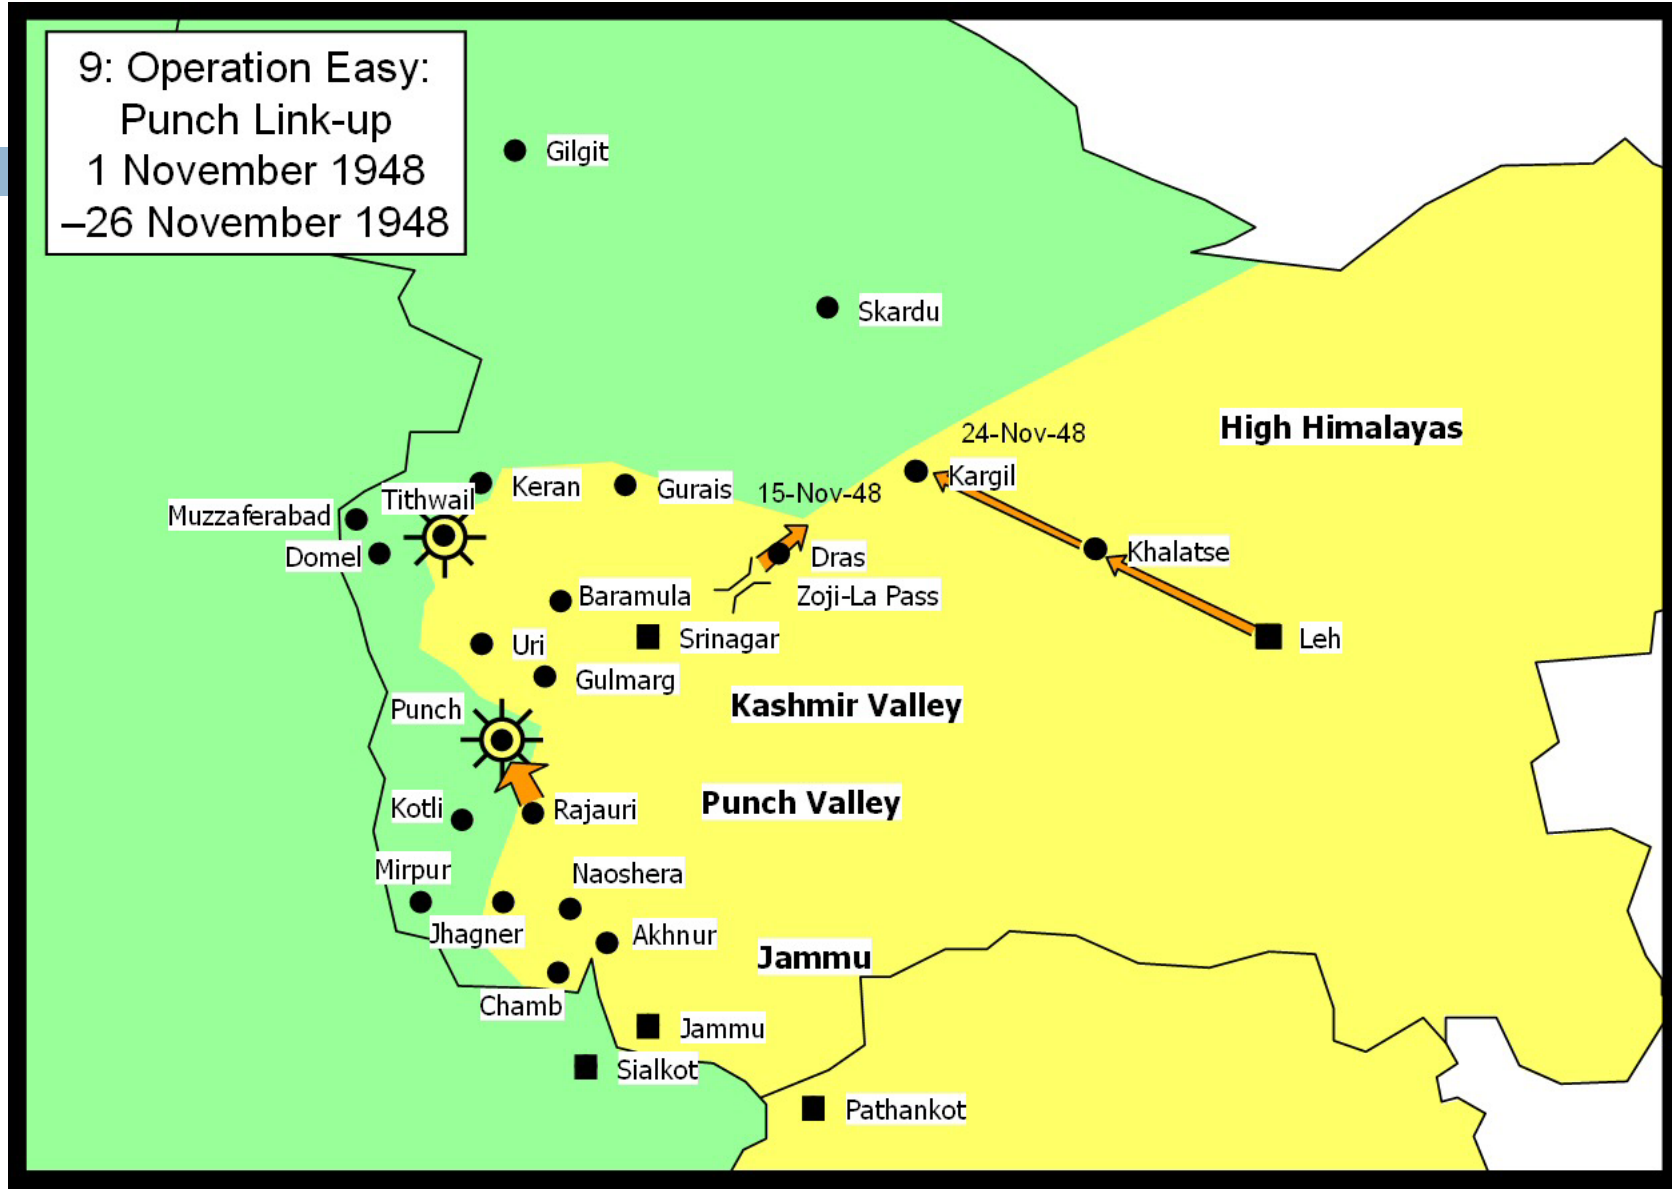 9: Operation Easy:
Punch Link-up
1 November 1948
–26 November 1948
Gilgit
Skardu
High Himalayas
24-Nov-48
Kargil
15-Nov-48
Keran
Gurais
Tithwail
Muzzaferabad
Domel
Dras
Khalatse
Zoji-La Pass
Baramula
Srinagar
Leh
Uri
Gulmarg
Kashmir Valley
Punch
Punch Valley
Kotli
Rajauri
Mirpur
Naoshera
Jhagner
Akhnur
Jammu
Chamb
Jammu
Sialkot
Pathankot